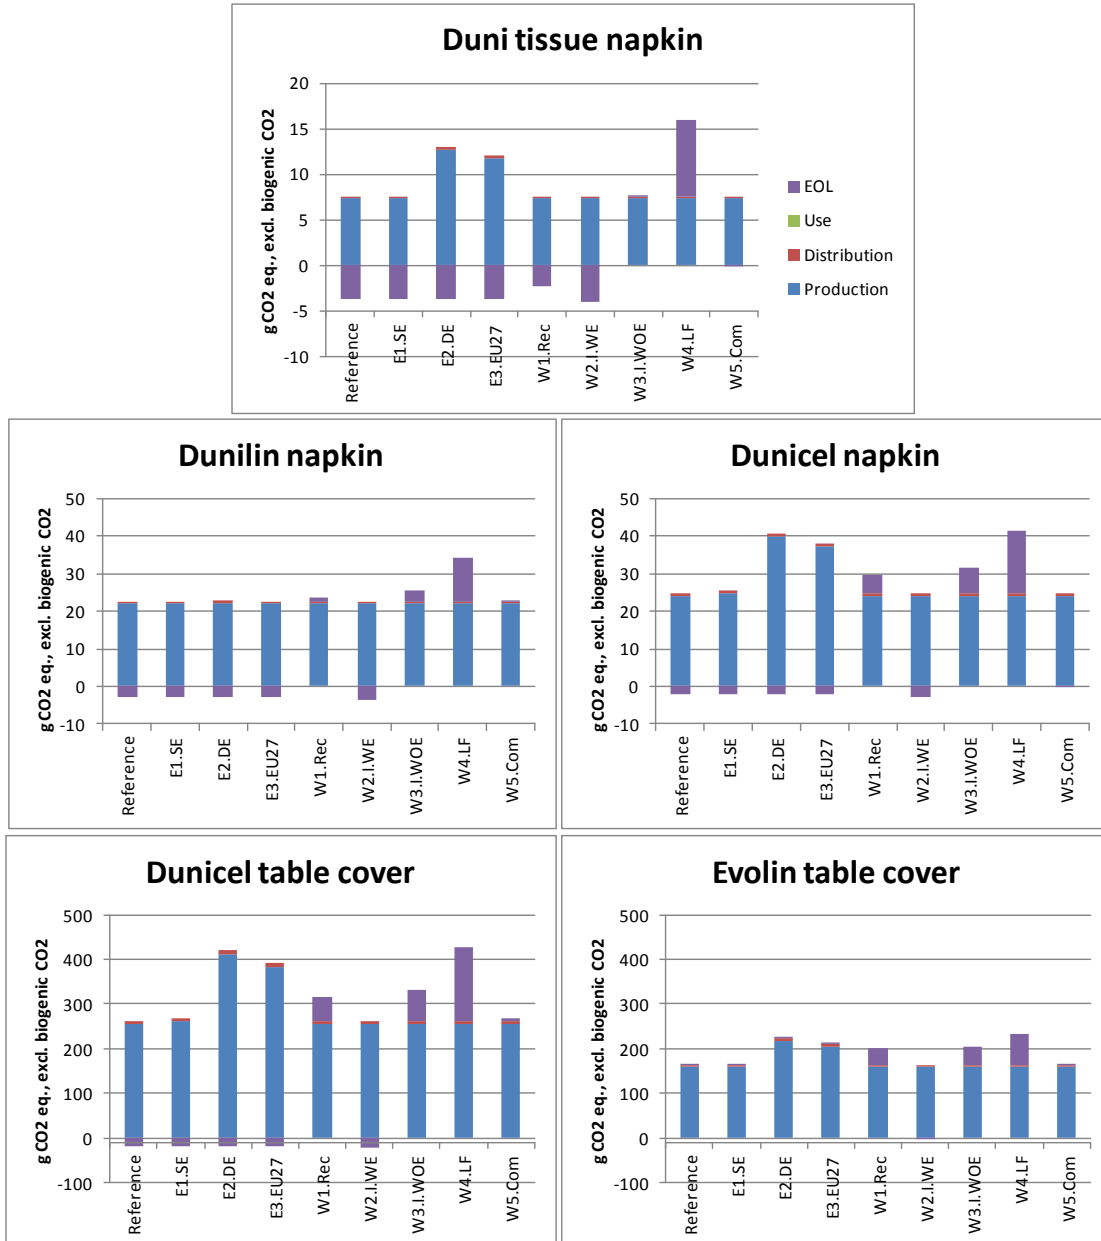 Duni tissue napkin
gCO2 eq., excl. biogenic CO2
20
15
10
5
0
-5
-10
Reference
E1.SE
E2.DE
E3.EU27
W1.Rec
W2.I.WE
W3.I.WOE
W4.LF
W5.Com
EOL
Use
Distribution
Production
Dunilin napkin
gCO2 eq., excl. biogenic CO2
50
40
30
20
10
0
-10
Reference
E1.SE
E2.DE
E3.EU27
W1.Rec
W2.I.WE
W3.I.WOE
W4.LF
W5.Com
Dunicel napkin
gCO2 eq., excl. biogenic CO2
50
40
30
20
10
0
-10
Reference
E1.SE
E2.DE
E3.EU27
W1.Rec
W2.I.WE
W3.I.WOE
W4.LF
W5.Com
Dunicel table cover
gCO2 eq., excl. biogenic CO2
500
400
300
200
100
0
-100
Reference
E1.SE
E2.DE
E3.EU27
W1.Rec
W2.I.WE
W3.I.WOE
W4.LF
W5.Com
Evolin table cover
gCO2 eq., excl. biogenic CO2
500
400
300
200
100
0
-100
Reference
E1.SE
E2.DE
E3.EU27
W1.Rec
W2.I.WE
W3.I.WOE
W4.LF
W5.Com